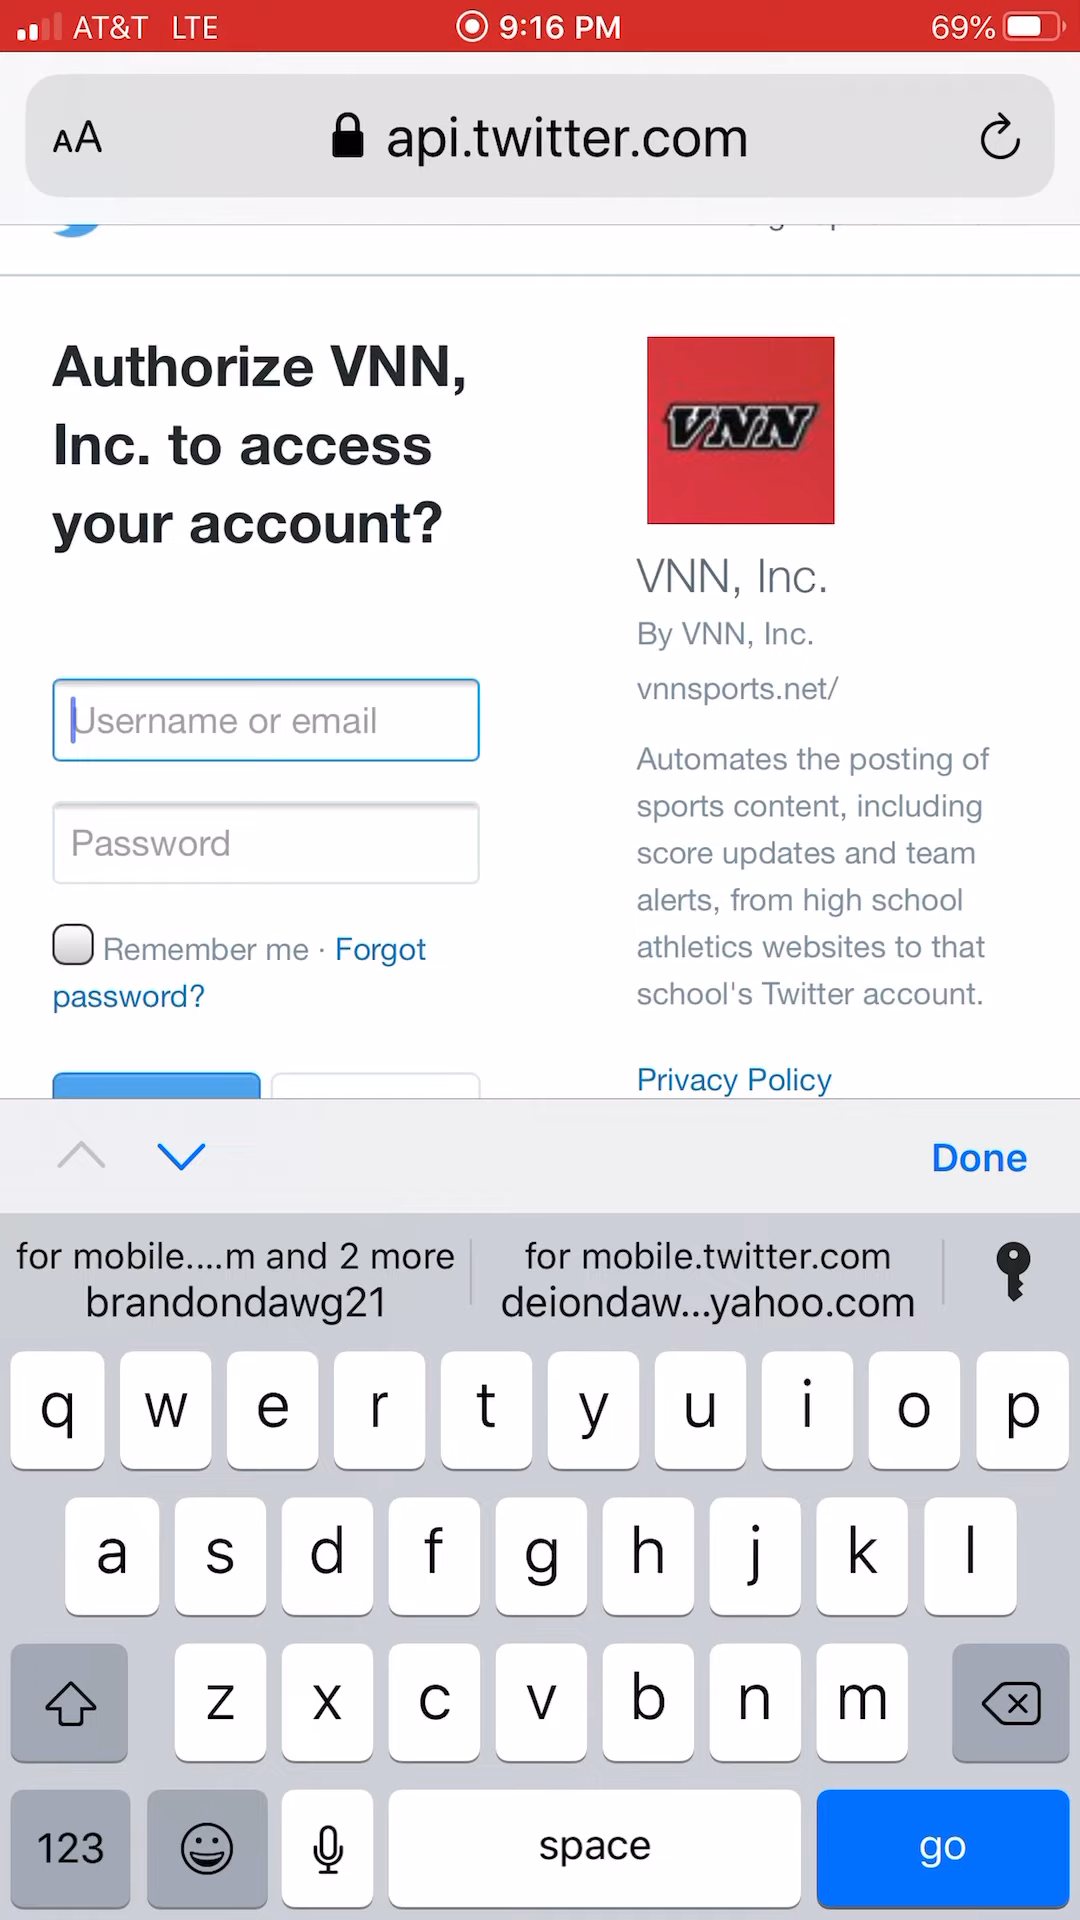 AT&T LTE 9:16 PM 69%
AA api.twitter.com
Authorize VNN,
Inc. to access
your account?
Username or email
Password
Remember me · Forgot
password?
VNN
VNN, Inc.
By VNN, Inc.
vnnsports.net/
Automates the posting of
sports content, including
score updates and team
alerts, from high school
athletics websites to that
school's Twitter account.
Privacy Policy
Done
for mobile....m and 2 more
brandondawg21
for mobile.twitter.com
deiondaw...yahoo.com
q w e r t y u i o p
a s d f g h j k l
z x c v b n m
123 space go